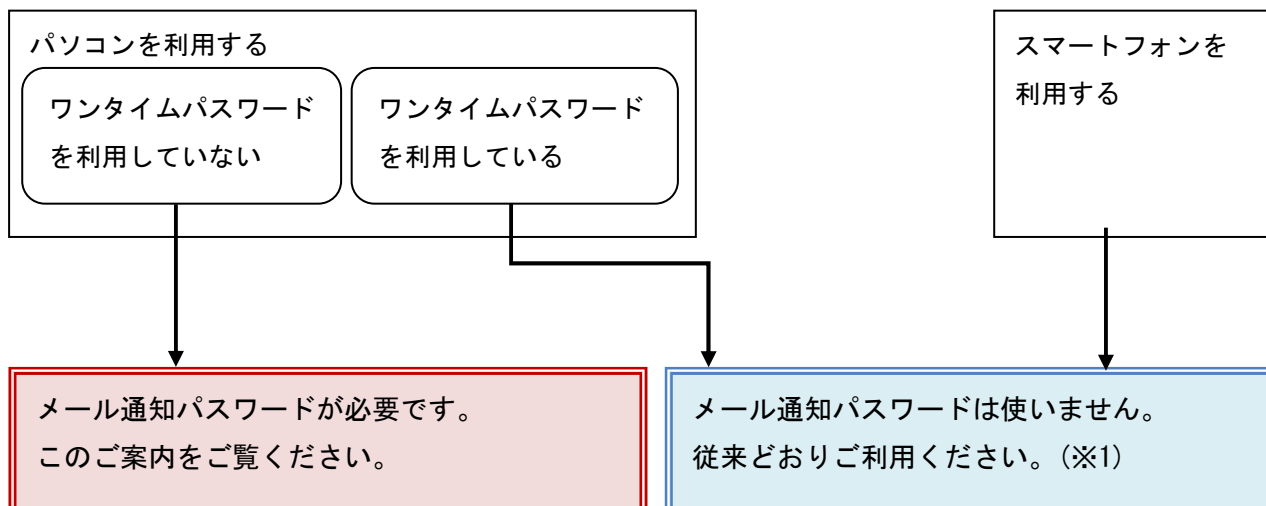 パソコンを利用する
ワンタイムパスワード
を利用していない
ワンタイムパスワード
を利用している
スマートフォンを
利用する
メール通知パスワードが必要です。
このご案内をご覧ください。
メール通知パスワードは使いません。
従来どおりご利用ください。(※1)